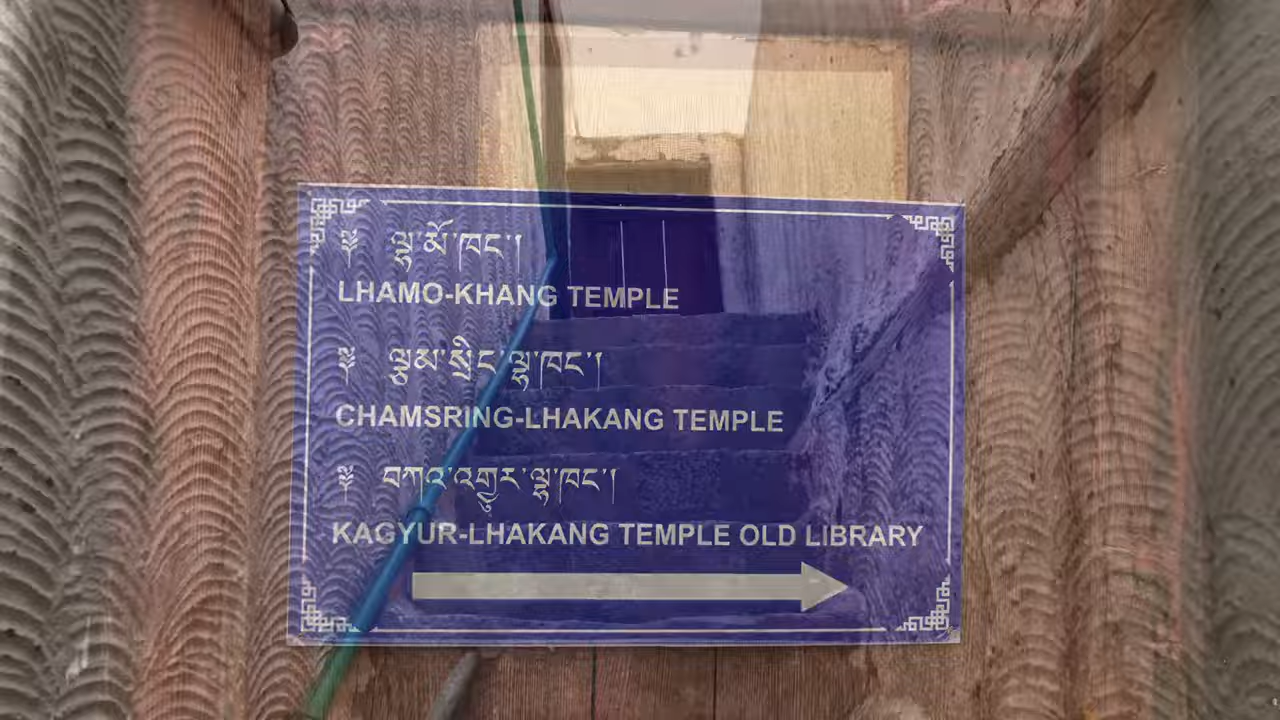 ༈ ལྷ་མོ་ཁང་།
LHAMO-KHANG TEMPLE
༈ ལྕམ་སྲིང་ལྷ་ཁང་།
CHAMSRING-LHAKANG TEMPLE
༈ བཀའ་འགྱུར་ལྷ་ཁང་།
KAGYUR-LHAKANG TEMPLE OLD LIBRARY